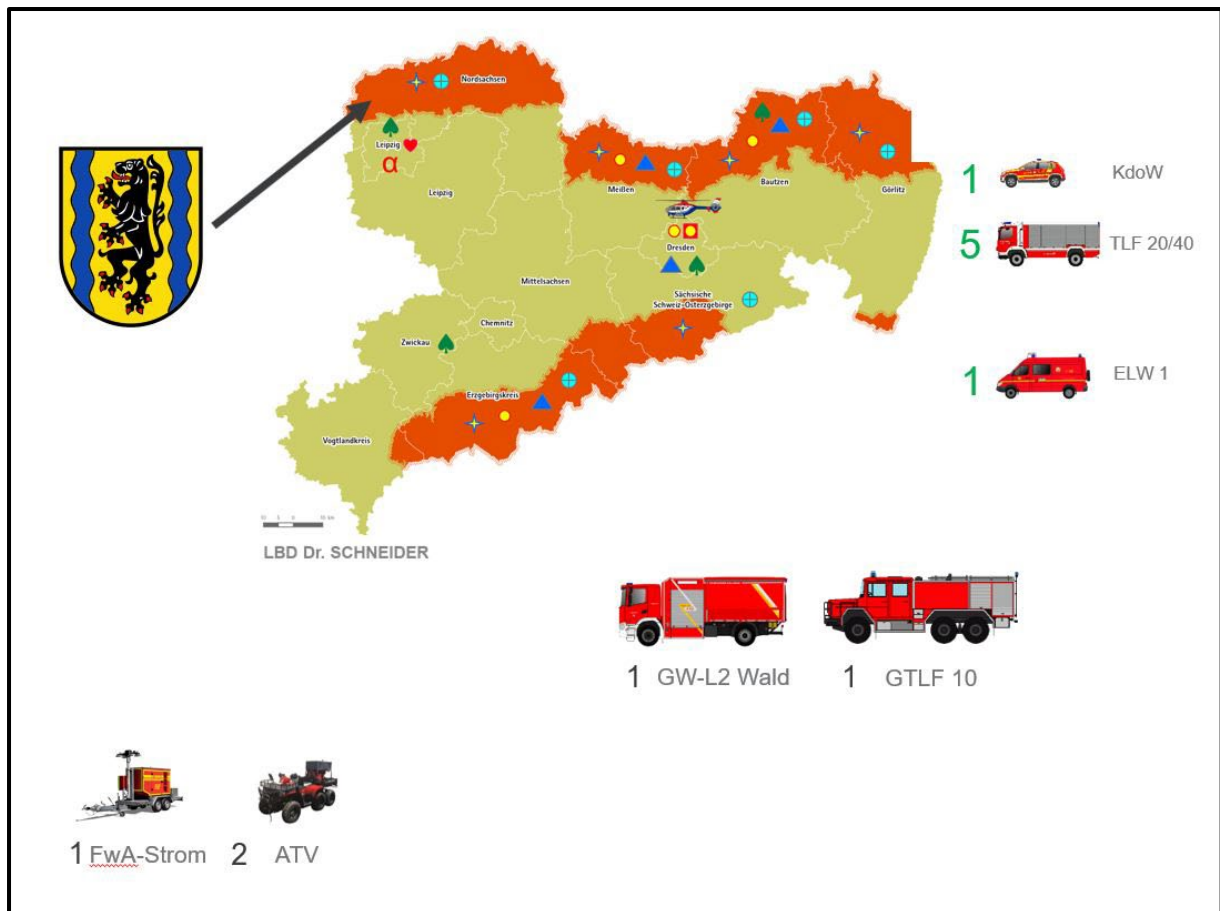 Nordsachsen
Leipzig
α
Leipzig
Meißen
Bautzen
Görlitz
Dresden
Mittelsachsen
Sächsische
Schweiz-Osterzgebirge
Chemnitz
Zwickau
Erzgebirgskreis
Vogtlandkreis
LBD Dr. SCHNEIDER
1 KdoW
5 TLF 20/40
1 ELW 1
1 GW-L2 Wald 1 GTLF 10
1 FwA-Strom 2 ATV